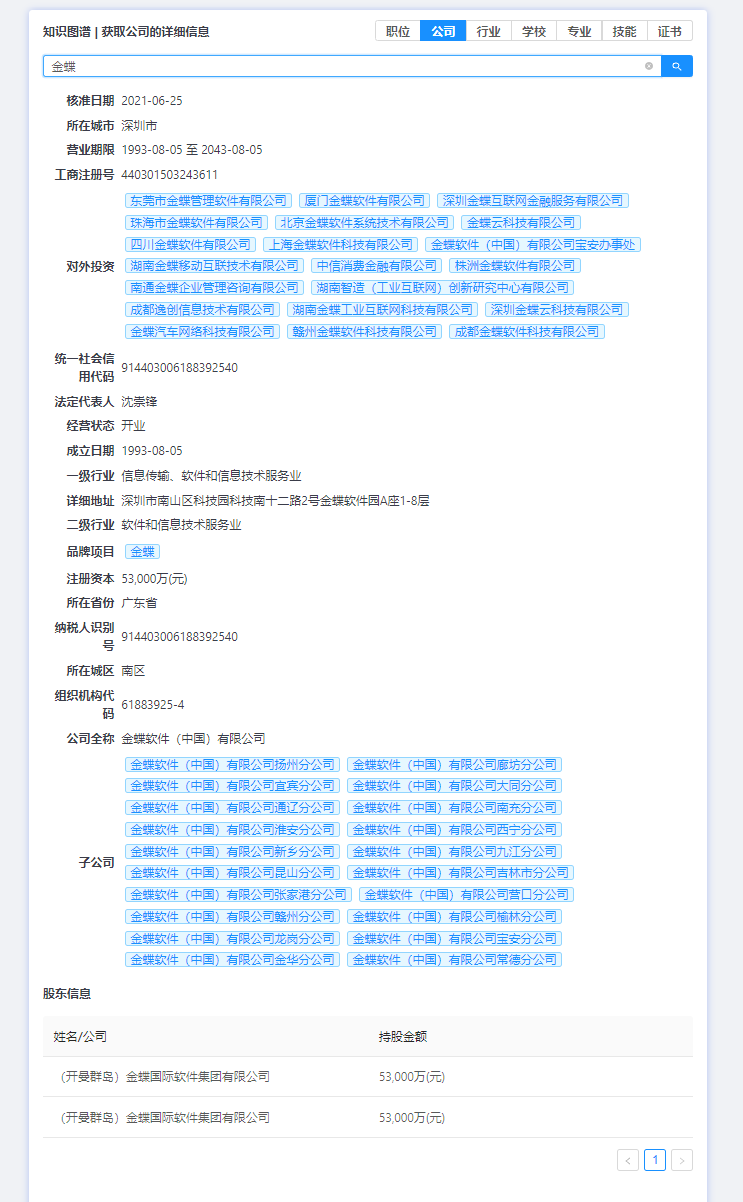 知识图谱 | 获取公司的详细信息
职位 公司 行业 学校 专业 技能 证书
金蝶
核准日期 2021-06-25
所在城市 深圳市
营业期限 1993-08-05 至 2043-08-05
工商注册号 440301503243611
对外投资
东莞市金蝶管理软件有限公司 厦门金蝶软件有限公司 深圳金蝶互联网金融服务有限公司
珠海市金蝶软件有限公司 北京金蝶软件系统技术有限公司 金蝶云科技有限公司
四川金蝶软件有限公司 上海金蝶软件科技有限公司 金蝶软件（中国）有限公司宝安办事处
湖南金蝶移动互联技术有限公司 中信消费金融有限公司 株洲金蝶软件有限公司
南通金蝶企业管理咨询有限公司 湖南智造（工业互联网）创新研究中心有限公司
成都逸创信息技术有限公司 湖南金蝶工业互联网科技有限公司 深圳金蝶云科技有限公司
金蝶汽车网络科技有限公司 赣州金蝶软件科技有限公司 成都金蝶软件科技有限公司
统一社会信
用代码 914403006188392540
法定代表人 沈崇锋
经营状态 开业
成立日期 1993-08-05
一级行业 信息传输、软件和信息技术服务业
详细地址 深圳市南山区科技园科技南十二路2号金蝶软件园A座1-8层
二级行业 软件和信息技术服务业
品牌项目 金蝶
注册资本 53,000万(元)
所在省份 广东省
纳税人识别
号 914403006188392540
所在城区 南区
组织机构代
码 61883925-4
公司全称 金蝶软件（中国）有限公司
子公司
金蝶软件（中国）有限公司扬州分公司 金蝶软件（中国）有限公司廊坊分公司
金蝶软件（中国）有限公司宜宾分公司 金蝶软件（中国）有限公司大同分公司
金蝶软件（中国）有限公司通辽分公司 金蝶软件（中国）有限公司南充分公司
金蝶软件（中国）有限公司淮安分公司 金蝶软件（中国）有限公司西宁分公司
金蝶软件（中国）有限公司新乡分公司 金蝶软件（中国）有限公司九江分公司
金蝶软件（中国）有限公司昆山分公司 金蝶软件（中国）有限公司吉林市分公司
金蝶软件（中国）有限公司张家港分公司 金蝶软件（中国）有限公司营口分公司
金蝶软件（中国）有限公司赣州分公司 金蝶软件（中国）有限公司榆林分公司
金蝶软件（中国）有限公司龙岗分公司 金蝶软件（中国）有限公司宝安分公司
金蝶软件（中国）有限公司金华分公司 金蝶软件（中国）有限公司常德分公司
股东信息
姓名/公司 持股金额
（开曼群岛）金蝶国际软件集团有限公司 53,000万(元)
（开曼群岛）金蝶国际软件集团有限公司 53,000万(元)
< 1 >